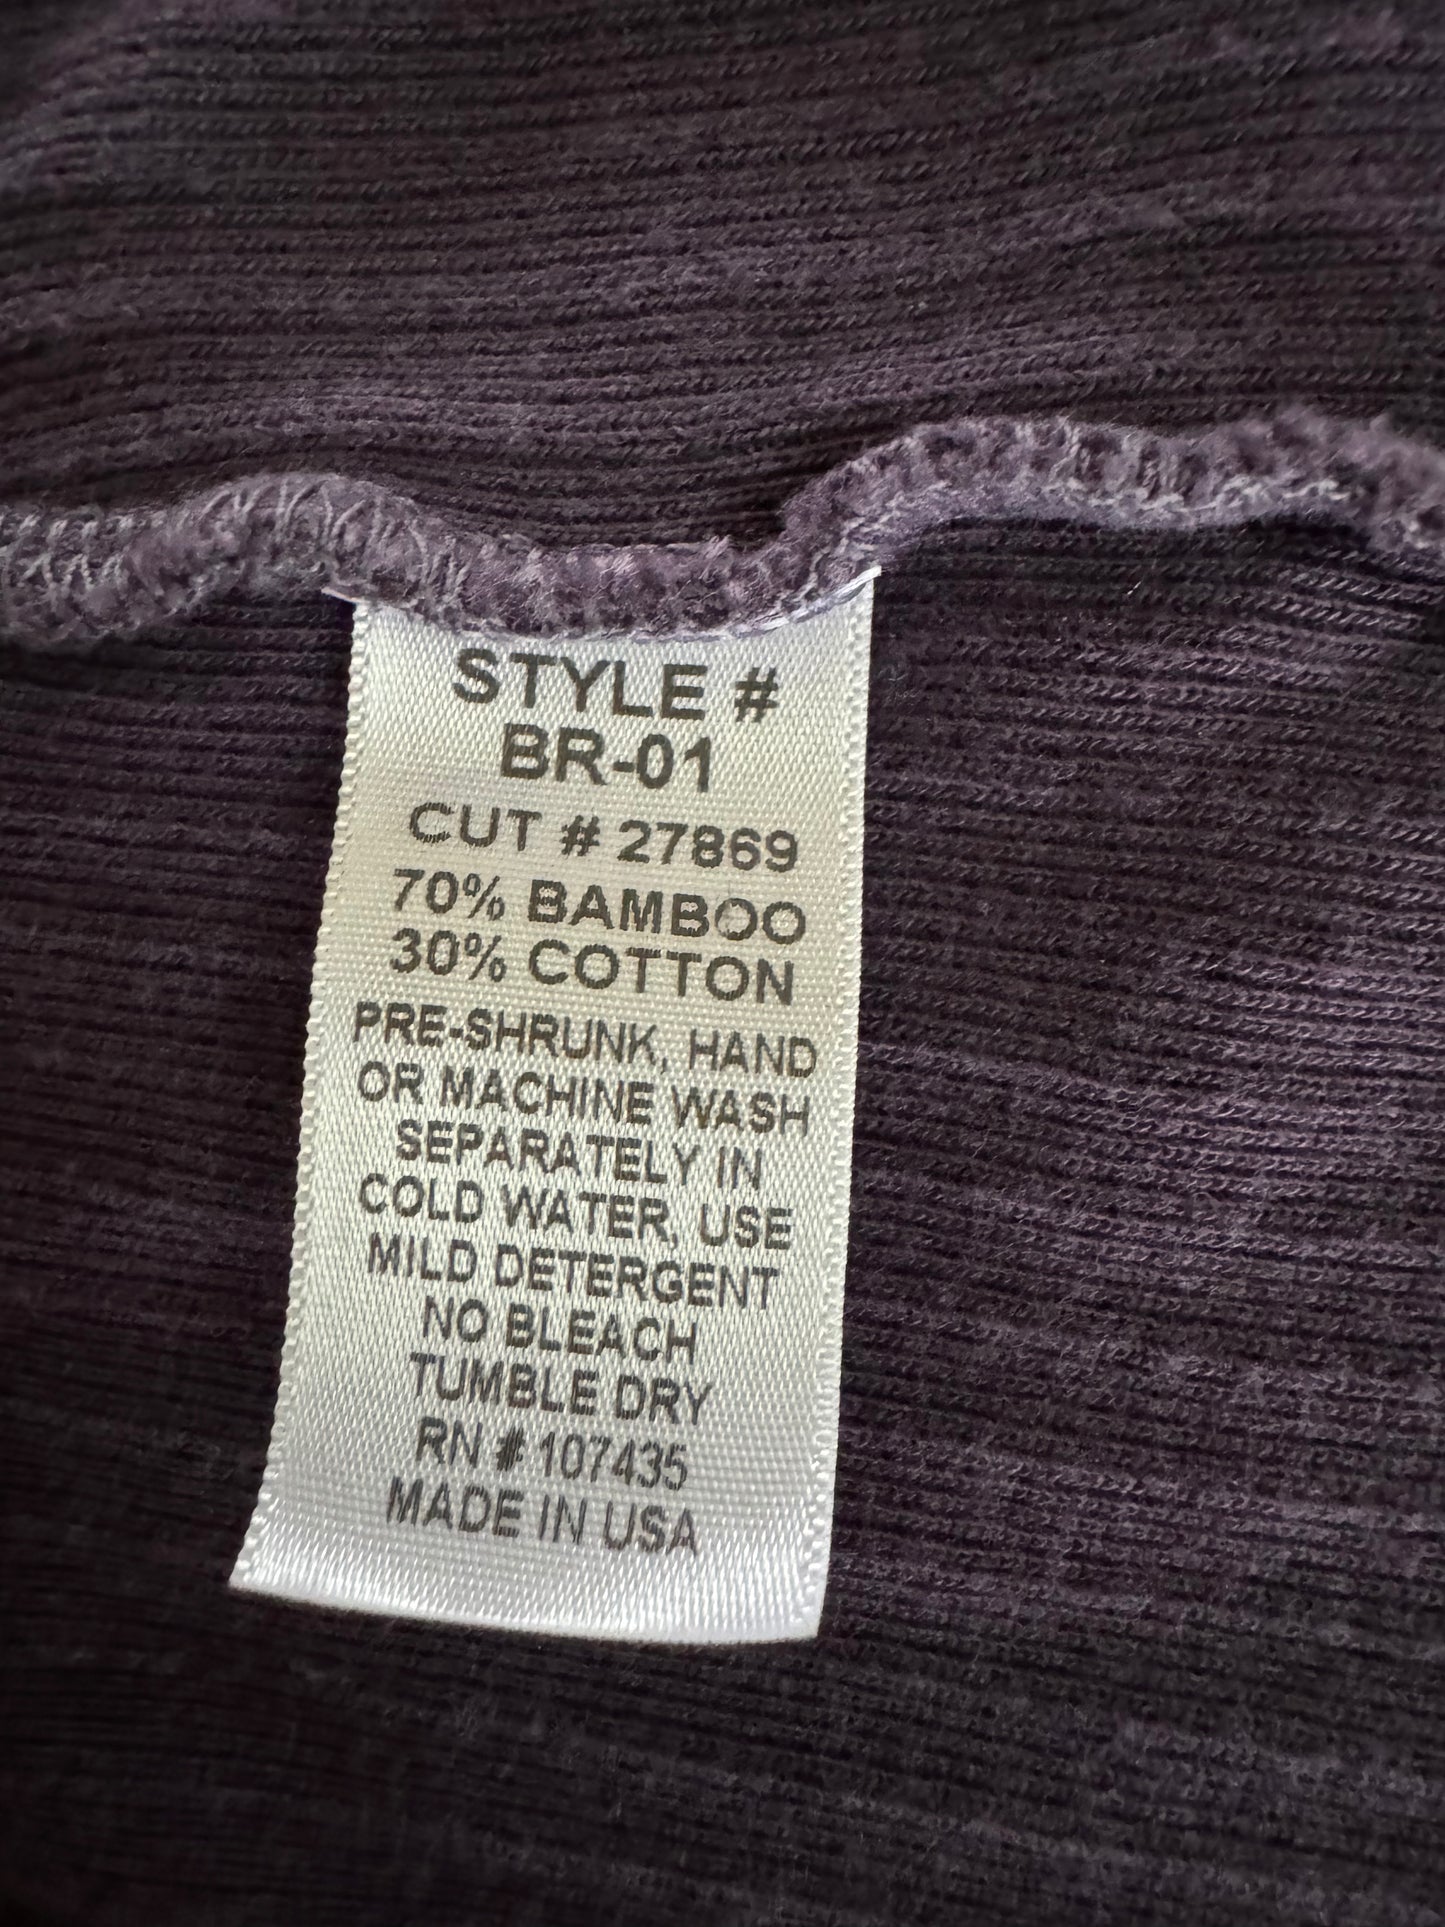 STYLE #
BR-01
CUT # 27869
70% BAMBOO
30% COTTON
PRE-SHRUNK, HAND
OR MACHINE WASH
SEPARATELY IN
COLD WATER, USE
MILD DETERGENT
NO BLEACH
TUMBLE DRY
RN # 107435
MADE IN USA